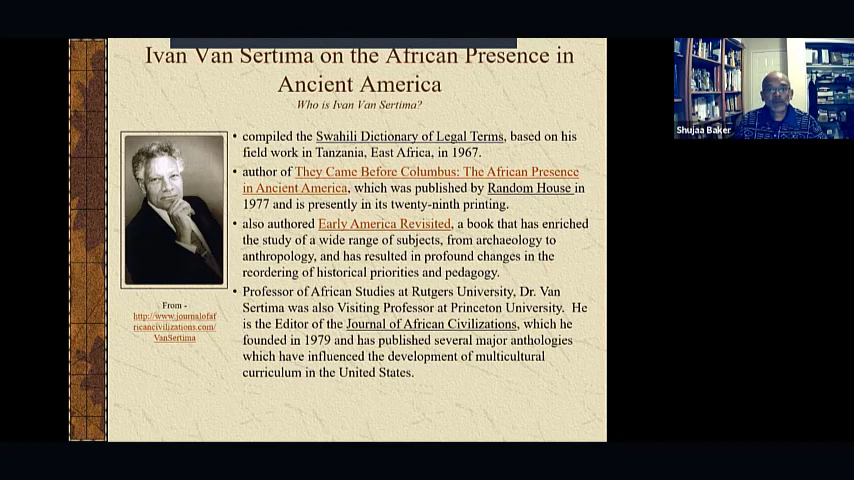 Ivan Van Sertima on the African Presence in
Ancient America
Who is Ivan Van Sertima?
• compiled the Swahili Dictionary of Legal Terms, based on his
field work in Tanzania, East Africa, in 1967.
• author of They Came Before Columbus: The African Presence
in Ancient America, which was published by Random House in
1977 and is presently in its twenty-ninth printing.
• also authored Early America Revisited, a book that has enriched
the study of a wide range of subjects, from archaeology to
anthropology, and has resulted in profound changes in the
reordering of historical priorities and pedagogy.
• Professor of African Studies at Rutgers University, Dr. Van
Sertima was also Visiting Professor at Princeton University. He
is the Editor of the Journal of African Civilizations, which he
founded in 1979 and has published several major anthologies
which have influenced the development of multicultural
curriculum in the United States.
From -
http://www.journalofaf
ricancivilizations.com/
VanSertima
Shujaa Baker